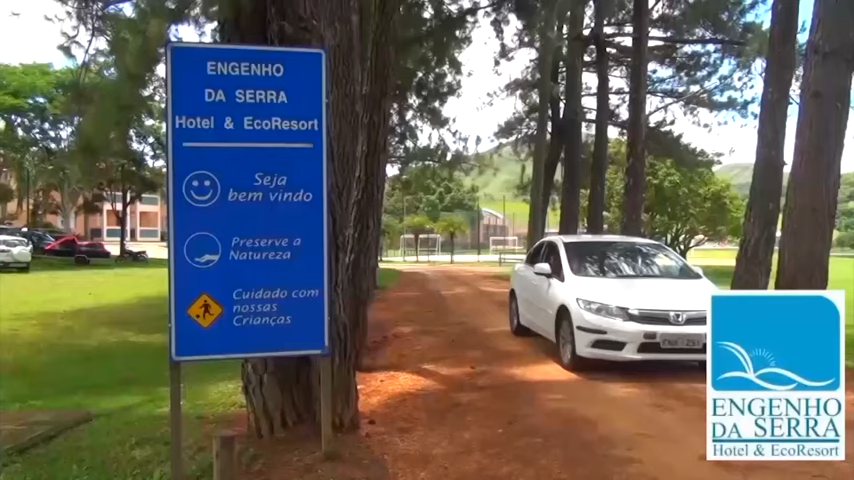 ENGENHO
DA SERRA
Hotel & EcoResort
Seja
bem vindo
Preserve a
NATUREZA
Cuidado com
nossas
Crianças
ENGENHO
DA SERRA
Hotel & EcoResort